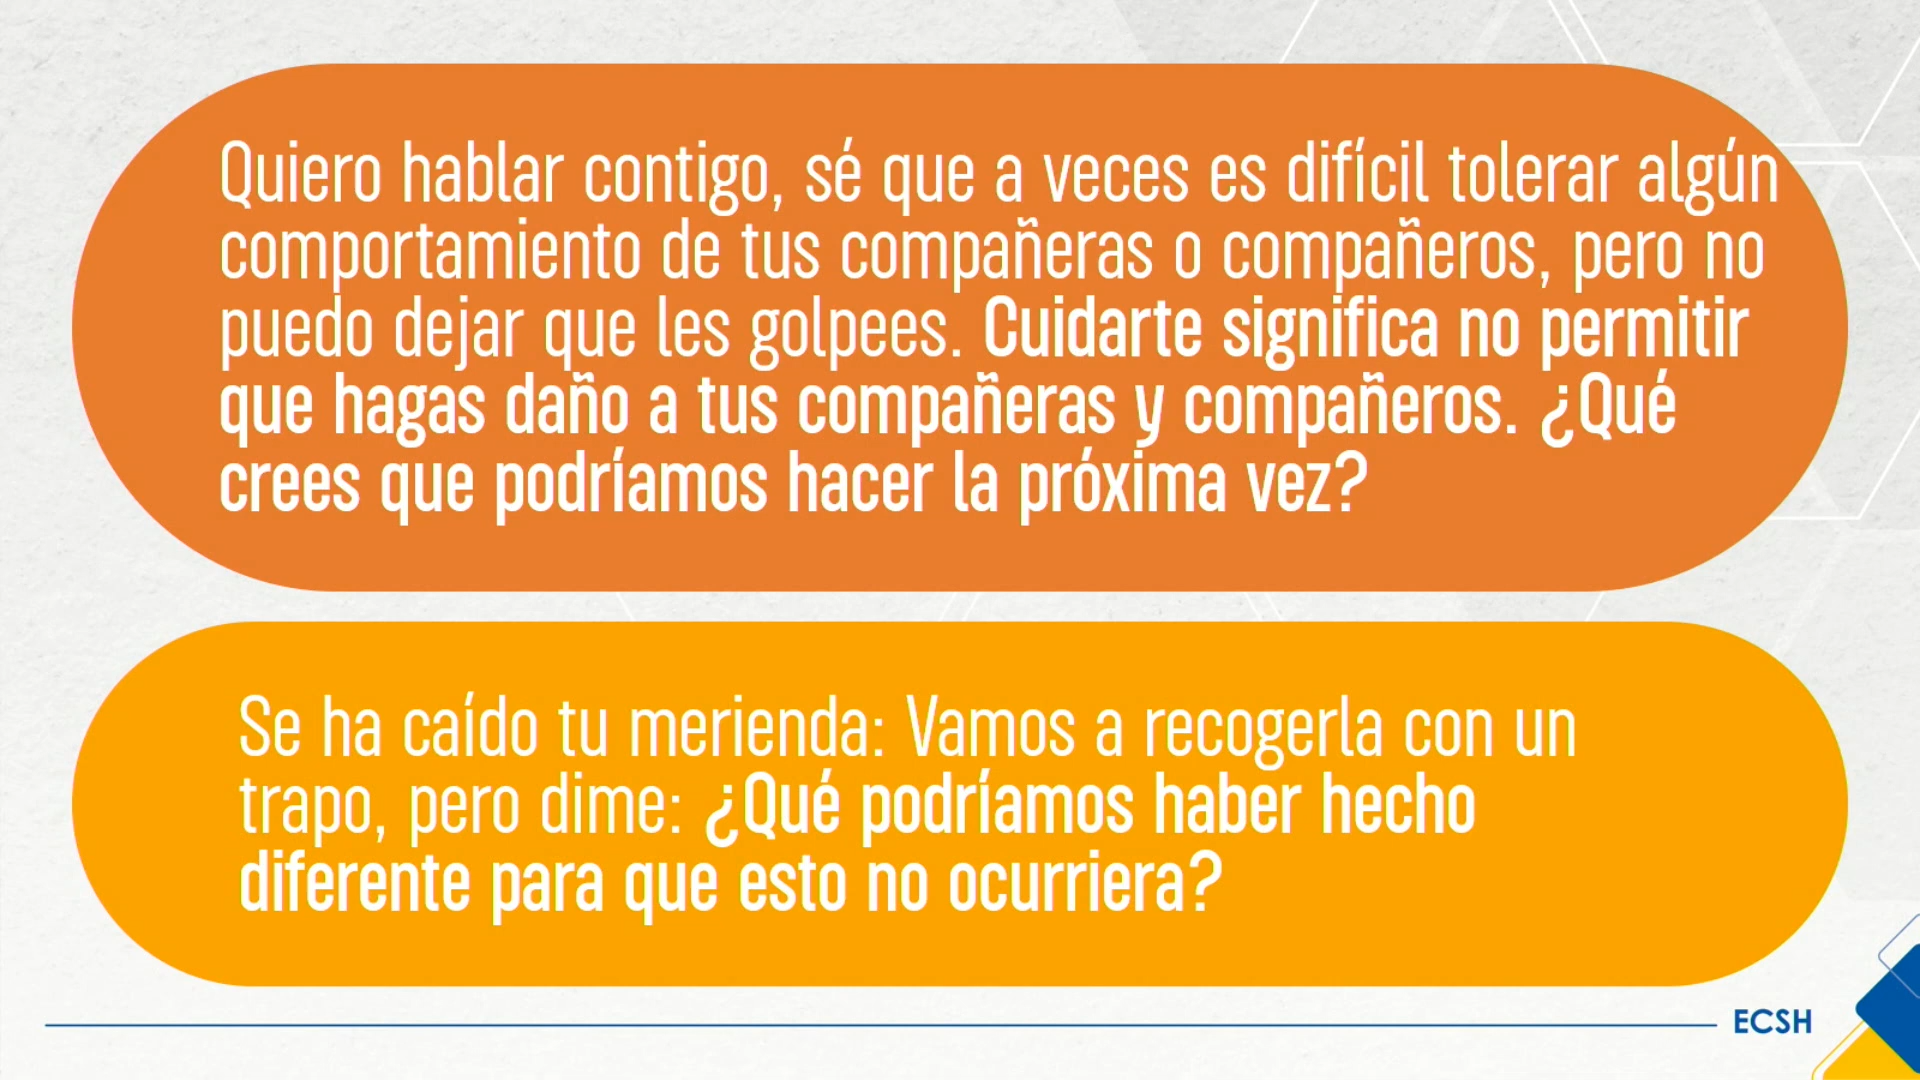 Quiero hablar contigo, sé que a veces es difícil tolerar algún
comportamiento de tus compañeras o compañeros, pero no
puedo dejar que les golpees. Cuidarte significa no permitir
que hagas daño a tus compañeras y compañeros. ¿Qué
crees que podríamos hacer la próxima vez?
Se ha caído tu merienda: Vamos a recogerla con un
trapo, pero dime: ¿Qué podríamos haber hecho
diferente para que esto no ocurriera?
ECSH